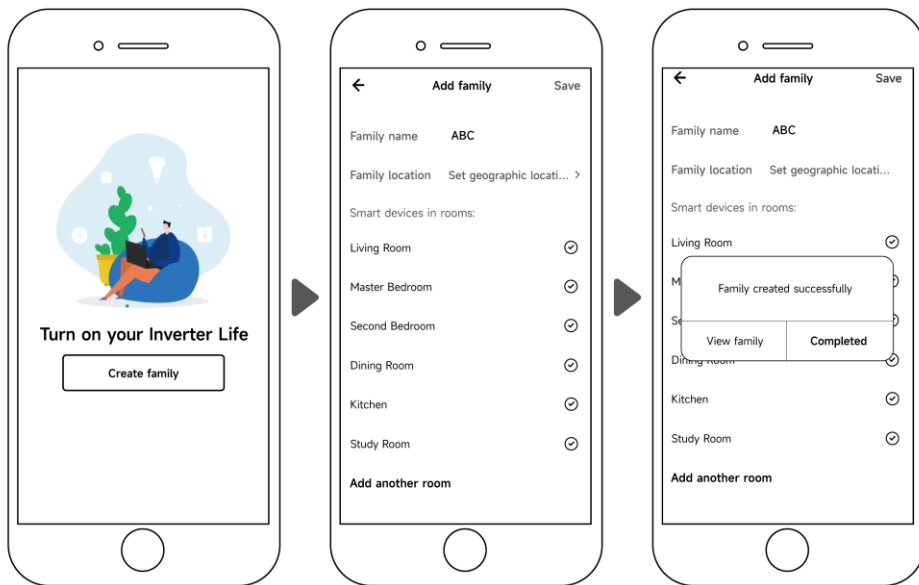 Turn on your Inverter Life
Create family
Add family
Save
Family name ABC
Family location Set geographic locati...
Smart devices in rooms:
Living Room
Master Bedroom
Second Bedroom
Dining Room
Kitchen
Study Room
Add another room
Add family
Save
Family name ABC
Family location Set geographic locati...
Smart devices in rooms:
Living Room
Family created successfully
View family
Completed
Dining Room
Kitchen
Study Room
Add another room